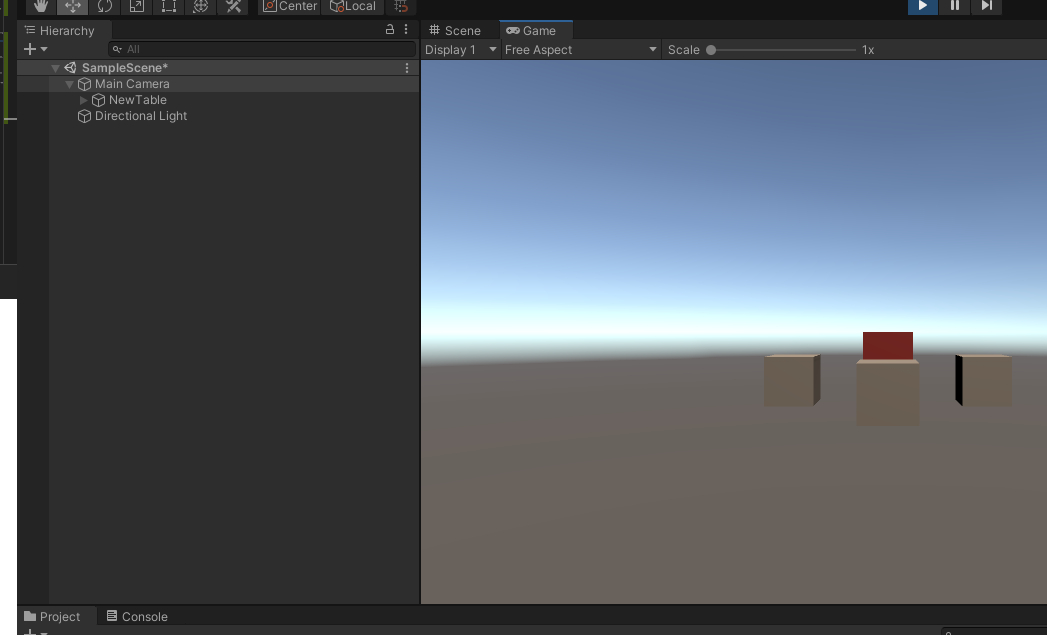 Center Local
Hierarchy
All
SampleScene*
Main Camera
NewTable
Directional Light
Scene Game
Display 1 Free Aspect Scale 1x
Project Console